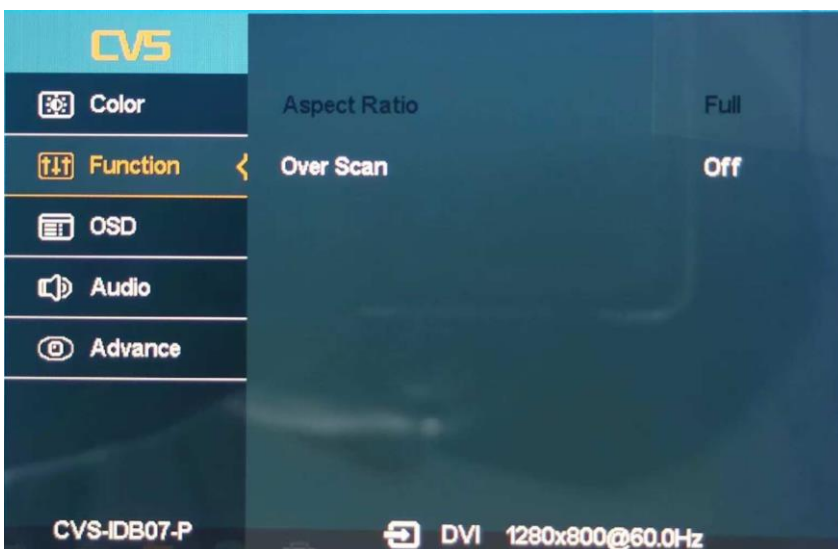 CVS
Color
Aspect Ratio Full
Function
Over Scan Off
OSD
Audio
Advance
CVS-IDB07-P
DVI 1280x800@60.0Hz